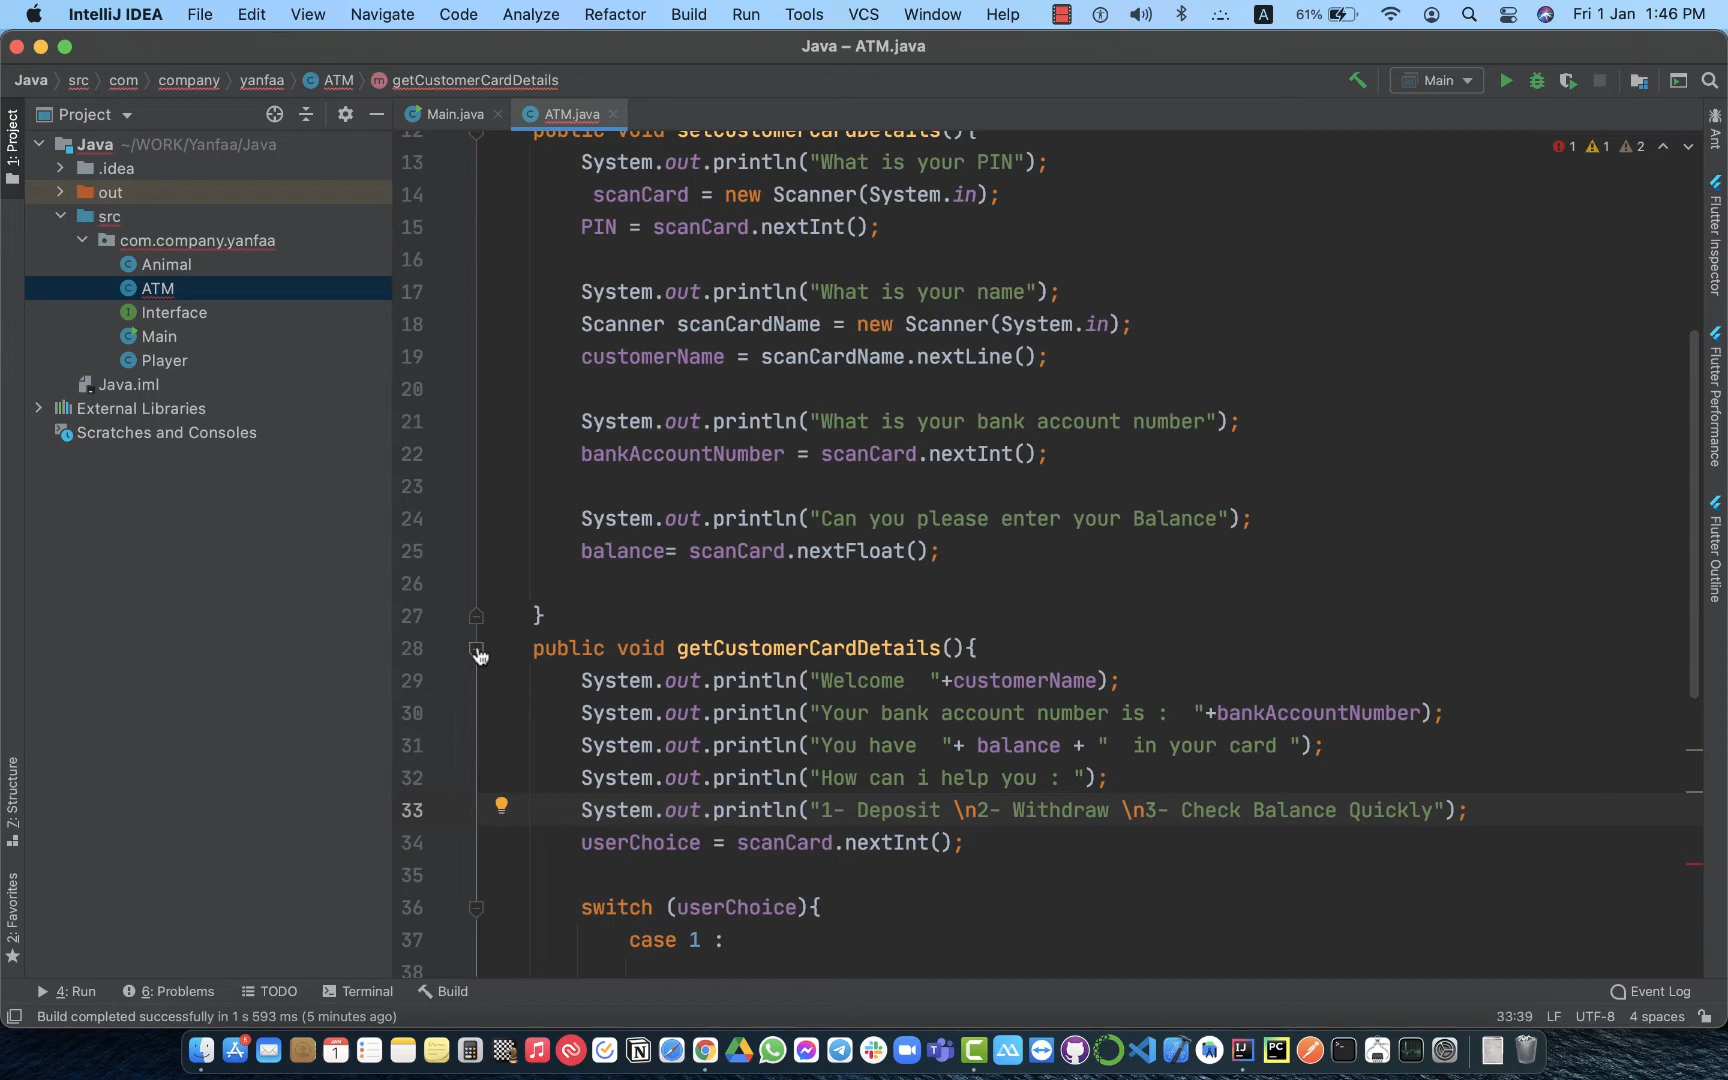 IntelliJ IDEA File Edit View Navigate Code Analyze Refactor Build Run Tools VCS Window Help A 61% Fri 1 Jan 1:46 PM
Java – ATM.java
Java src com company yanfaa ATM getCustomerCardDetails Main
Project Main.java ATM.java
1: Project
Java ~/WORK/Yanfaa/Java
.idea
out
src
com.company.yanfaa
Animal
ATM
Interface
Main
Player
Java.iml
External Libraries
Scratches and Consoles
Z: Structure
2: Favorites
1 1 2
12 public void setCustomerCardDetails(){
13 System.out.println("What is your PIN");
14 scanCard = new Scanner(System.in);
15 PIN = scanCard.nextInt();
16
17 System.out.println("What is your name");
18 Scanner scanCardName = new Scanner(System.in);
19 customerName = scanCardName.nextLine();
20
21 System.out.println("What is your bank account number");
22 bankAccountNumber = scanCard.nextInt();
23
24 System.out.println("Can you please enter your Balance");
25 balance= scanCard.nextFloat();
26
27 }
28 public void getCustomerCardDetails(){
29 System.out.println("Welcome  "+customerName);
30 System.out.println("Your bank account number is :  "+bankAccountNumber);
31 System.out.println("You have  "+ balance + "  in your card ");
32 System.out.println("How can i help you : ");
33 System.out.println("1- Deposit \n2- Withdraw \n3- Check Balance Quickly");
34 userChoice = scanCard.nextInt();
35
36 switch (userChoice){
37 case 1 :
38
Ant
Flutter Inspector
Flutter Performance
Flutter Outline
4: Run 6: Problems TODO Terminal Build Event Log
Build completed successfully in 1 s 593 ms (5 minutes ago) 33:39 LF UTF-8 4 spaces